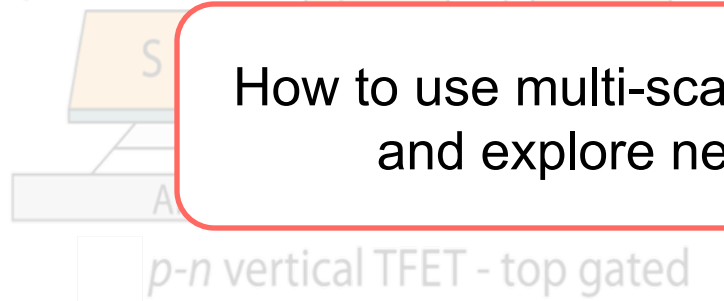 S
How to use multi-sca
and explore ne
A
p-n vertical TFET - top gated